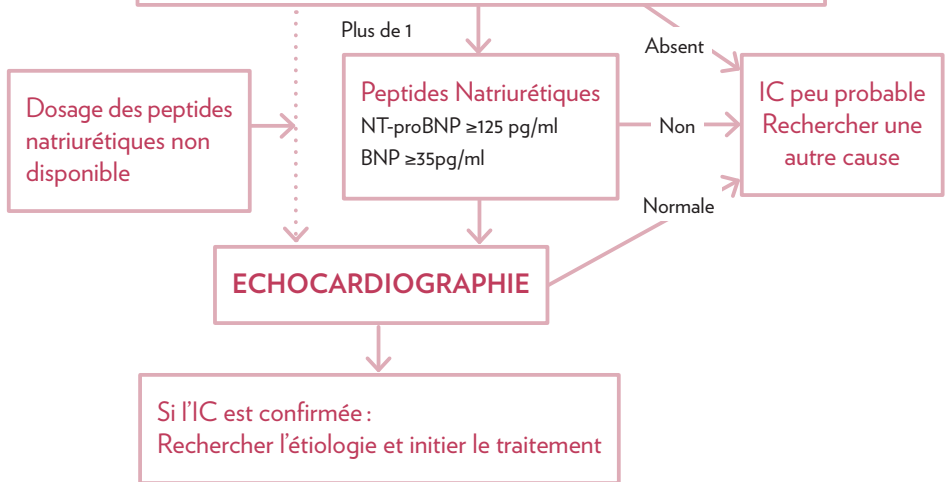 Plus de 1
Absent
Dosage des peptides
natriurétiques non
disponible
Peptides Natriurétiques
NT-proBNP ≥125 pg/ml
BNP ≥35pg/ml
Non
IC peu probable
Rechercher une
autre cause
Normale
ECHOCARDIOGRAPHIE
Si l'IC est confirmée :
Rechercher l'étiologie et initier le traitement